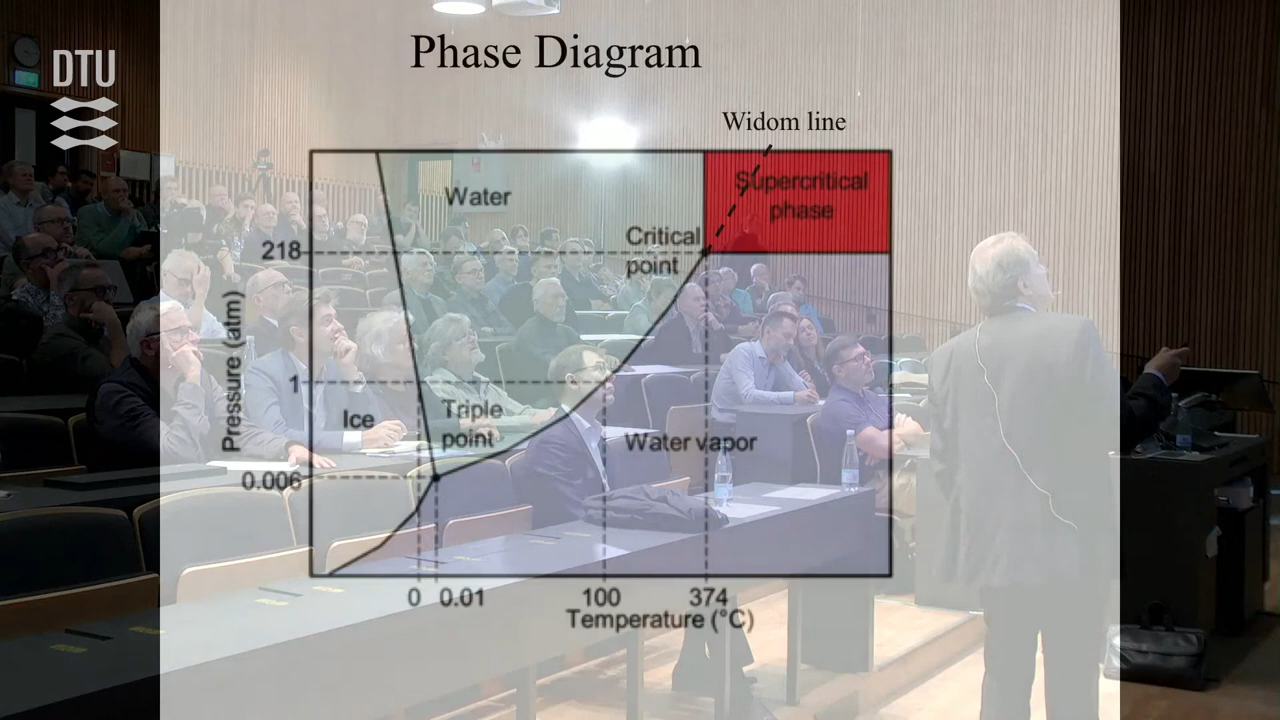 DTU
Phase Diagram
Widom line
Supercritical
phase
Water
Critical
point
218
1
0.006
Pressure (atm)
Ice
Triple
point
Water vapor
0
0.01
100
374
Temperature (°C)